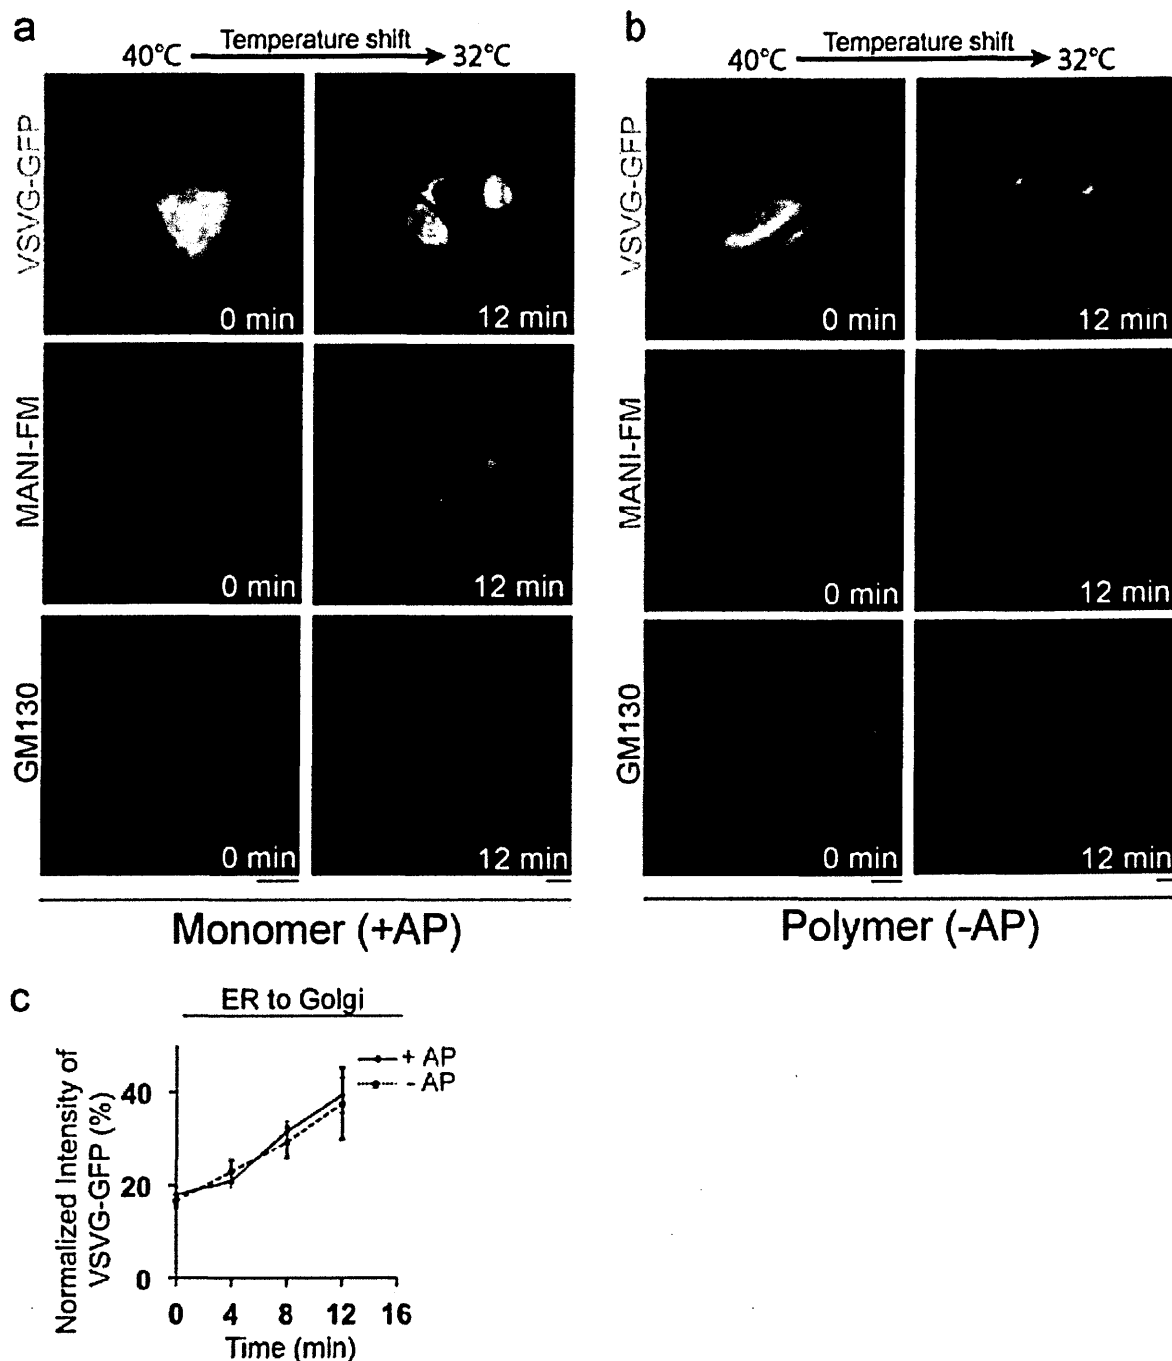 a
Temperature shift
40°C 32°C
VSVG-GFP
0 min
12 min
MANI-FM
0 min
12 min
GM130
0 min
12 min
Monomer (+AP)
b
Temperature shift
40°C 32°C
VSVG-GFP
0 min
12 min
MANI-FM
0 min
12 min
GM130
0 min
12 min
Polymer (-AP)
c
ER to Golgi
Normalized Intensity of
VSVG-GFP (%)
+ AP
- AP
40
20
0
0 4 8 12 16
Time (min)